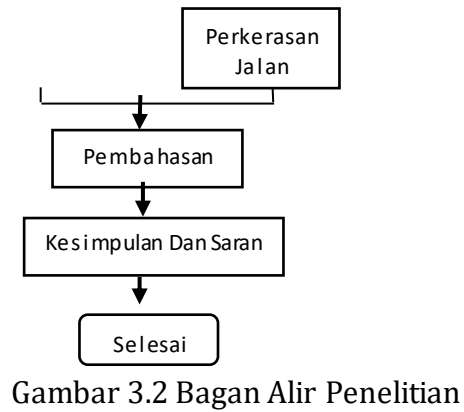 Perkerasan
Jalan
Pembahasan
Kesimpulan Dan Saran
Selesai
Gambar 3.2 Bagan Alir Penelitian